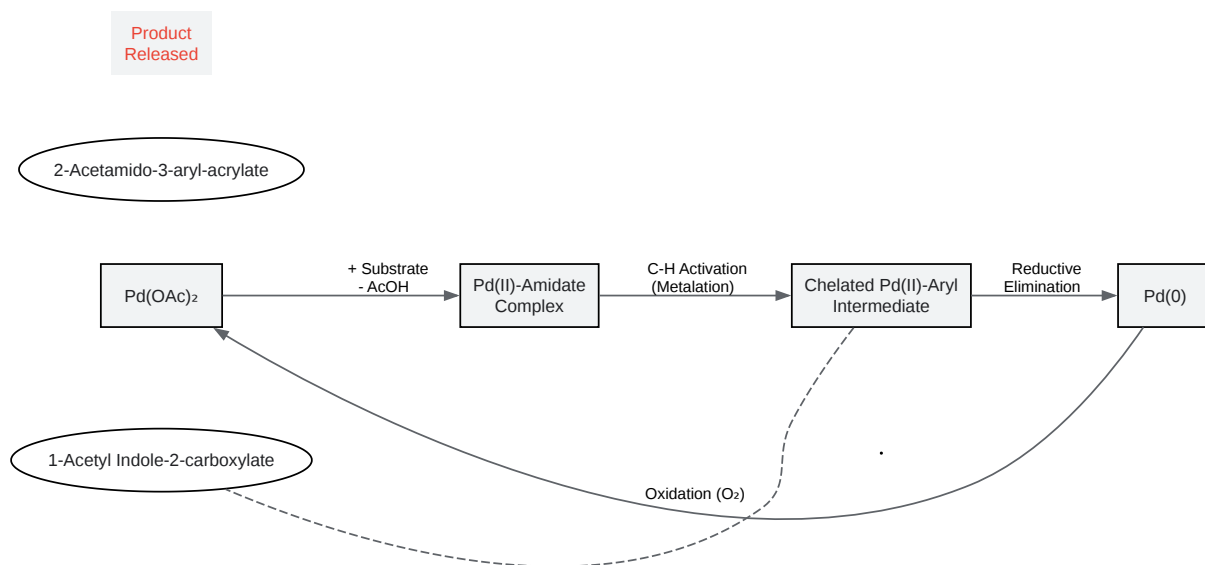 Product
Released
2-Acetamido-3-aryl-acrylate
Pd(OAc)₂
+ Substrate
- AcOH
Pd(II)-Amidate
Complex
C-H Activation
(Metalation)
Chelated Pd(II)-Aryl
Intermediate
Reductive
Elimination
Pd(0)
1-Acetyl Indole-2-carboxylate
Oxidation (O₂)